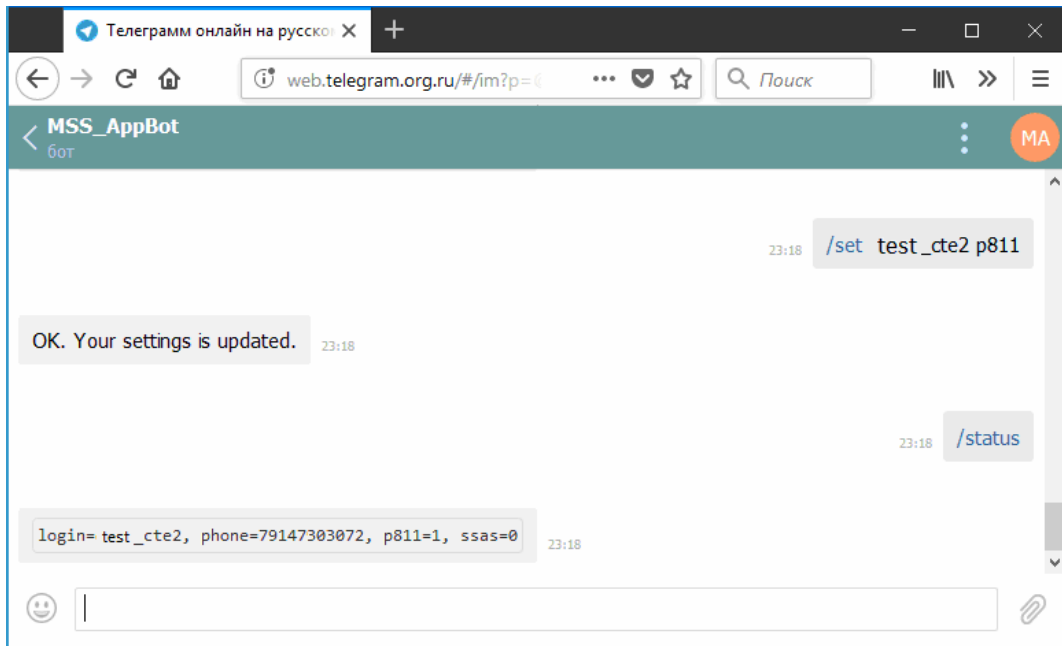 Телеграмм онлайн на русско
web.telegram.org.ru/#/im?p=
Поиск
MSS_AppBot
бот
MA
23:18 /set test_cte2 p811
OK. Your settings is updated. 23:18
23:18 /status
login= test_cte2, phone=79147303072, p811=1, ssas=0 23:18